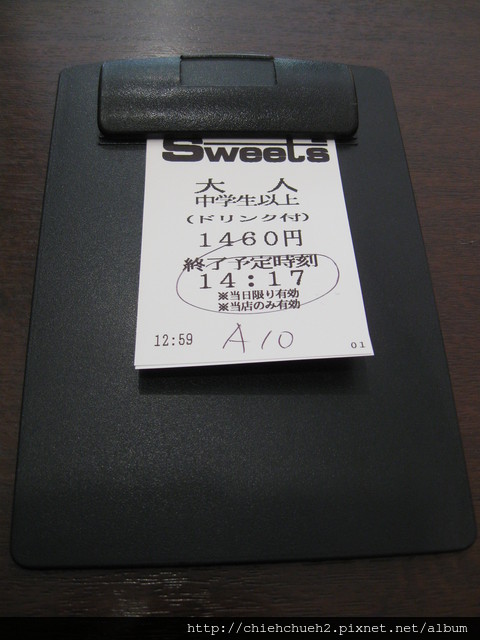 Sweets
大 人
中学生以上
(ドリンク付)
1460円
終了予定時刻
14:17
※当日限り有効
※当店のみ有効
12:59
A10
01
http://chiehchueh2.pixnet.net/album